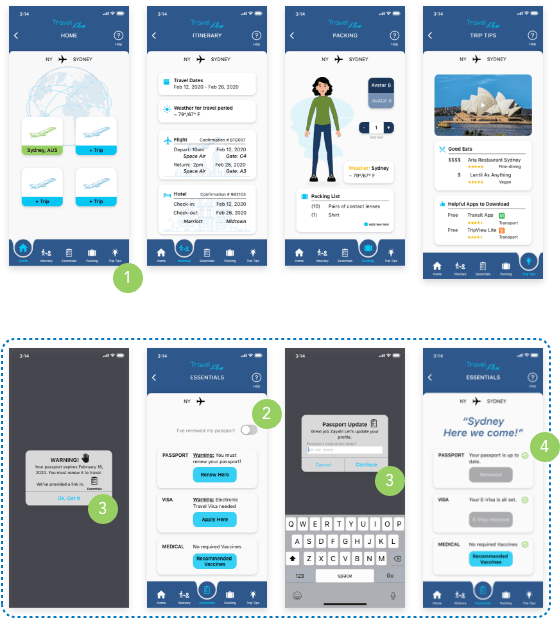 3:14
Travel Pro
HOME
Help
NY SYDNEY
Sydney, AUS
+ Trip
+ Trip
+ Trip
Home Itinerary Essentials Packing Trip Tips
1
3:14
Travel Pro
ITINERARY
Help
NY SYDNEY
Travel Dates
Feb 12, 2020 - Feb 26, 2020
Weather for travel period
~ 79°/67° F
Flight
Depart: 10am Feb 12, 2020
Space Air Gate: C4
Return: 2pm Feb 26, 2020
Space Air Gate: A3
Hotel
Check-in: Feb 12, 2020
Check-out: Feb 26, 2020
Marriott Midtown
Home Itinerary Essentials Packing Trip Tips
3:14
Travel Pro
PACKING
Help
NY SYDNEY
Avatar B
Avatar A
- 1 +
Weather: Sydney
~ 79°/67° F
Packing List
(10) Pairs of contact lenses
(1) Shirt
Add new item
Home Itinerary Essentials Packing Trip Tips
3:14
Travel Pro
TRIP TIPS
Help
NY SYDNEY
Good Eats
$$$$ Aria Restaurant Sydney
Fine-dining
$ Lentil As Anything
Vegan
Helpful Apps to Download
Free Transit App
Transport
Free TripView Lite
Transport
Home Itinerary Essentials Packing Trip Tips
3:14
WARNING!
Your passport expires February 15,
2020. You must renew it to travel.
We've provided a link in:
Essentials
Ok, Got It
3
3:14
Travel Pro
ESSENTIALS
Help
NY
2
I've renewed my passport
PASSPORT Warning: You must
renew your passport!
Renew Here
VISA Warning: Electronic
Travel Visa needed
Apply Here
MEDICAL No required Vaccines
Recommended
Vaccines
Home Itinerary Essentials Packing Trip Tips
3:14
Passport Update
Great job Zayah! Let's update your
profile.
Passport expiration date?
Cancel Continue
3
Q W E R T Y U I O P
A S D F G H J K L
Z X C V B N M
123 space Go
3:14
Travel Pro
ESSENTIALS
Help
NY SYDNEY
"Sydney
Here we come!"
4
PASSPORT Your passport is up to
date.
Renewed
VISA Your E-Visa is all set.
E-Visa received
MEDICAL No required Vaccines
Recommended
Vaccines
Home Itinerary Essentials Packing Trip Tips